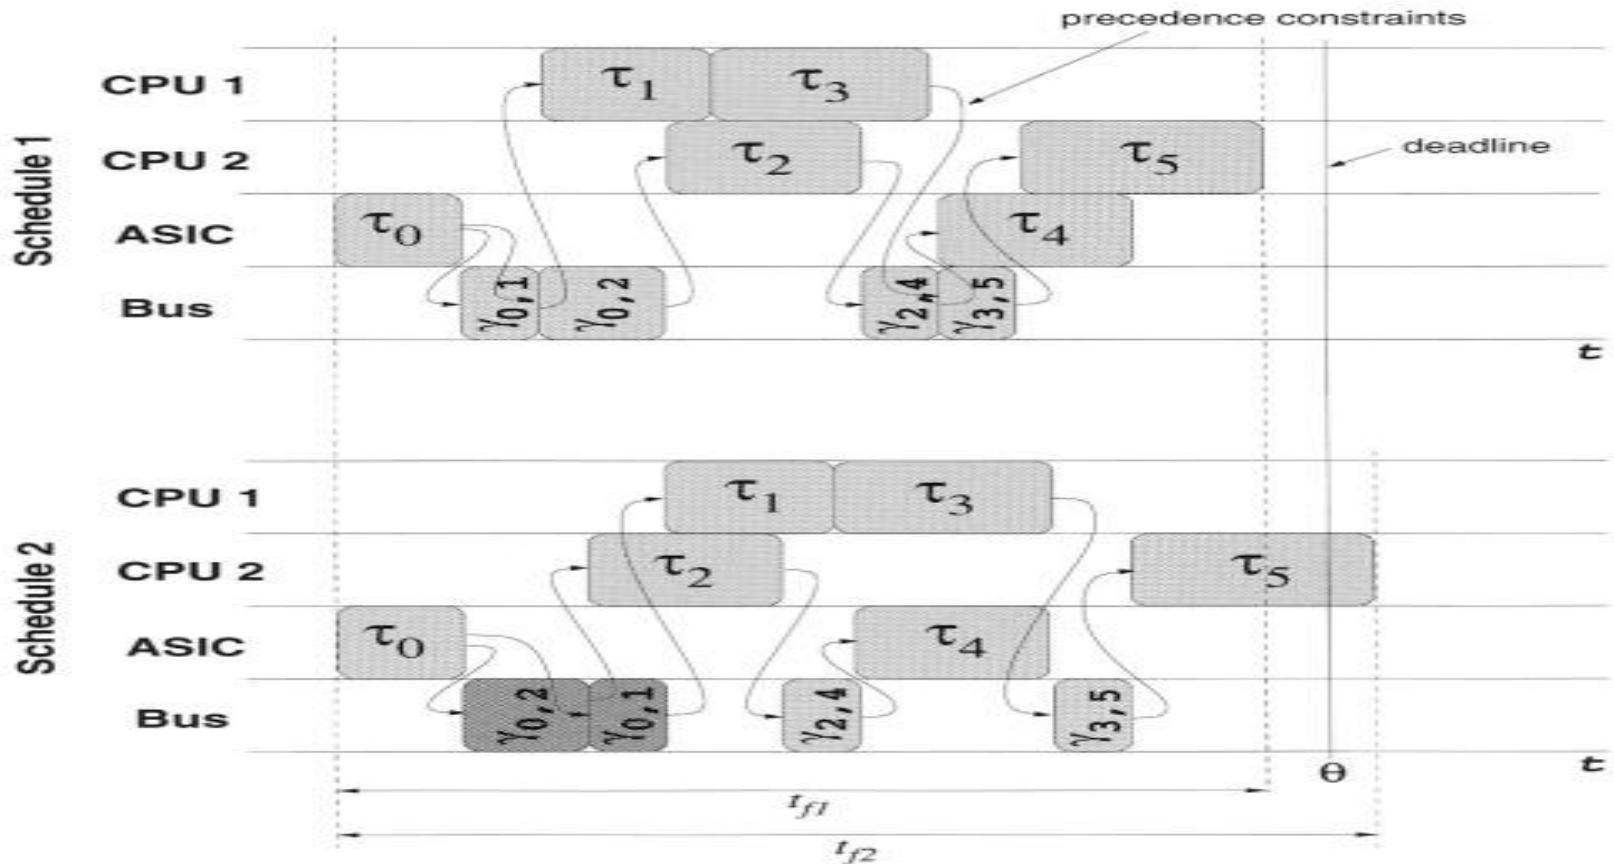 precedence constraints
Schedule 1
CPU 1 τ1 τ3
CPU 2 τ2 τ5
deadline
ASIC τ0 τ4
Bus γ0,1 γ0,2 γ2,4 γ3,5
t
Schedule 2
CPU 1 τ1 τ3
CPU 2 τ2 τ5
ASIC τ0 τ4
Bus γ0,2 γ0,1 γ2,4 γ3,5
t
θ
tf1
tf2